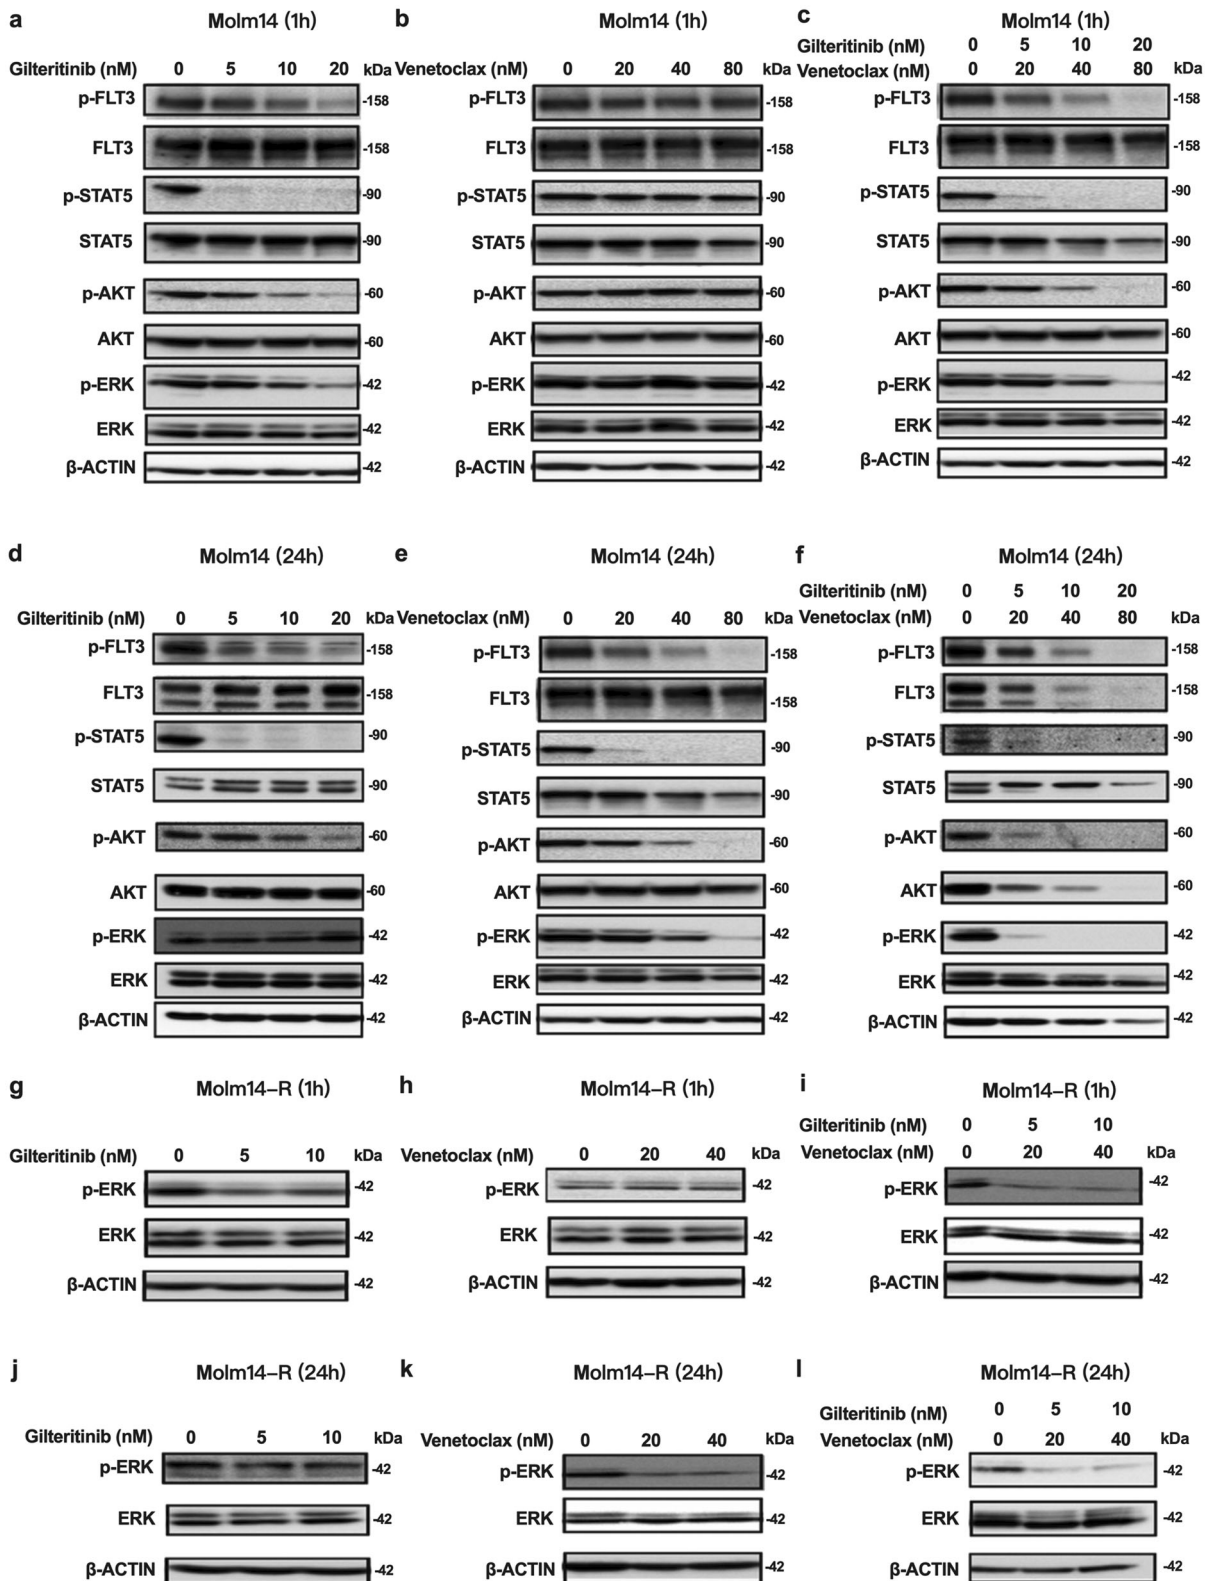 a
Molm14 (1h)
Gilteritinib (nM) 0 5 10 20 kDa
p-FLT3 -158
FLT3 -158
p-STAT5 -90
STAT5 -90
p-AKT -60
AKT -60
p-ERK -42
ERK -42
β-ACTIN -42
b
Molm14 (1h)
Venetoclax (nM) 0 20 40 80 kDa
p-FLT3 -158
FLT3 -158
p-STAT5 -90
STAT5 -90
p-AKT -60
AKT -60
p-ERK -42
ERK -42
β-ACTIN -42
c
Molm14 (1h)
Gilteritinib (nM) 0 5 10 20
Venetoclax (nM) 0 20 40 80 kDa
p-FLT3 -158
FLT3 -158
p-STAT5 -90
STAT5 -90
p-AKT -60
AKT -60
p-ERK -42
ERK -42
β-ACTIN -42
d
Molm14 (24h)
Gilteritinib (nM) 0 5 10 20 kDa
p-FLT3 -158
FLT3 -158
p-STAT5 -90
STAT5 -90
p-AKT -60
AKT -60
p-ERK -42
ERK -42
β-ACTIN -42
e
Molm14 (24h)
Venetoclax (nM) 0 20 40 80 kDa
p-FLT3 -158
FLT3 -158
p-STAT5 -90
STAT5 -90
p-AKT -60
AKT -60
p-ERK -42
ERK -42
β-ACTIN -42
f
Molm14 (24h)
Gilteritinib (nM) 0 5 10 20
Venetoclax (nM) 0 20 40 80 kDa
p-FLT3 -158
FLT3 -158
p-STAT5 -90
STAT5 -90
p-AKT -60
AKT -60
p-ERK -42
ERK -42
β-ACTIN -42
g
Molm14–R (1h)
Gilteritinib (nM) 0 5 10 kDa
p-ERK -42
ERK -42
β-ACTIN -42
h
Molm14–R (1h)
Venetoclax (nM) 0 20 40 kDa
p-ERK -42
ERK -42
β-ACTIN -42
i
Molm14–R (1h)
Gilteritinib (nM) 0 5 10
Venetoclax (nM) 0 20 40 kDa
p-ERK -42
ERK -42
β-ACTIN -42
j
Molm14–R (24h)
Gilteritinib (nM) 0 5 10 kDa
p-ERK -42
ERK -42
β-ACTIN -42
k
Molm14–R (24h)
Venetoclax (nM) 0 20 40 kDa
p-ERK -42
ERK -42
β-ACTIN -42
l
Molm14–R (24h)
Gilteritinib (nM) 0 5 10
Venetoclax (nM) 0 20 40 kDa
p-ERK -42
ERK -42
β-ACTIN -42